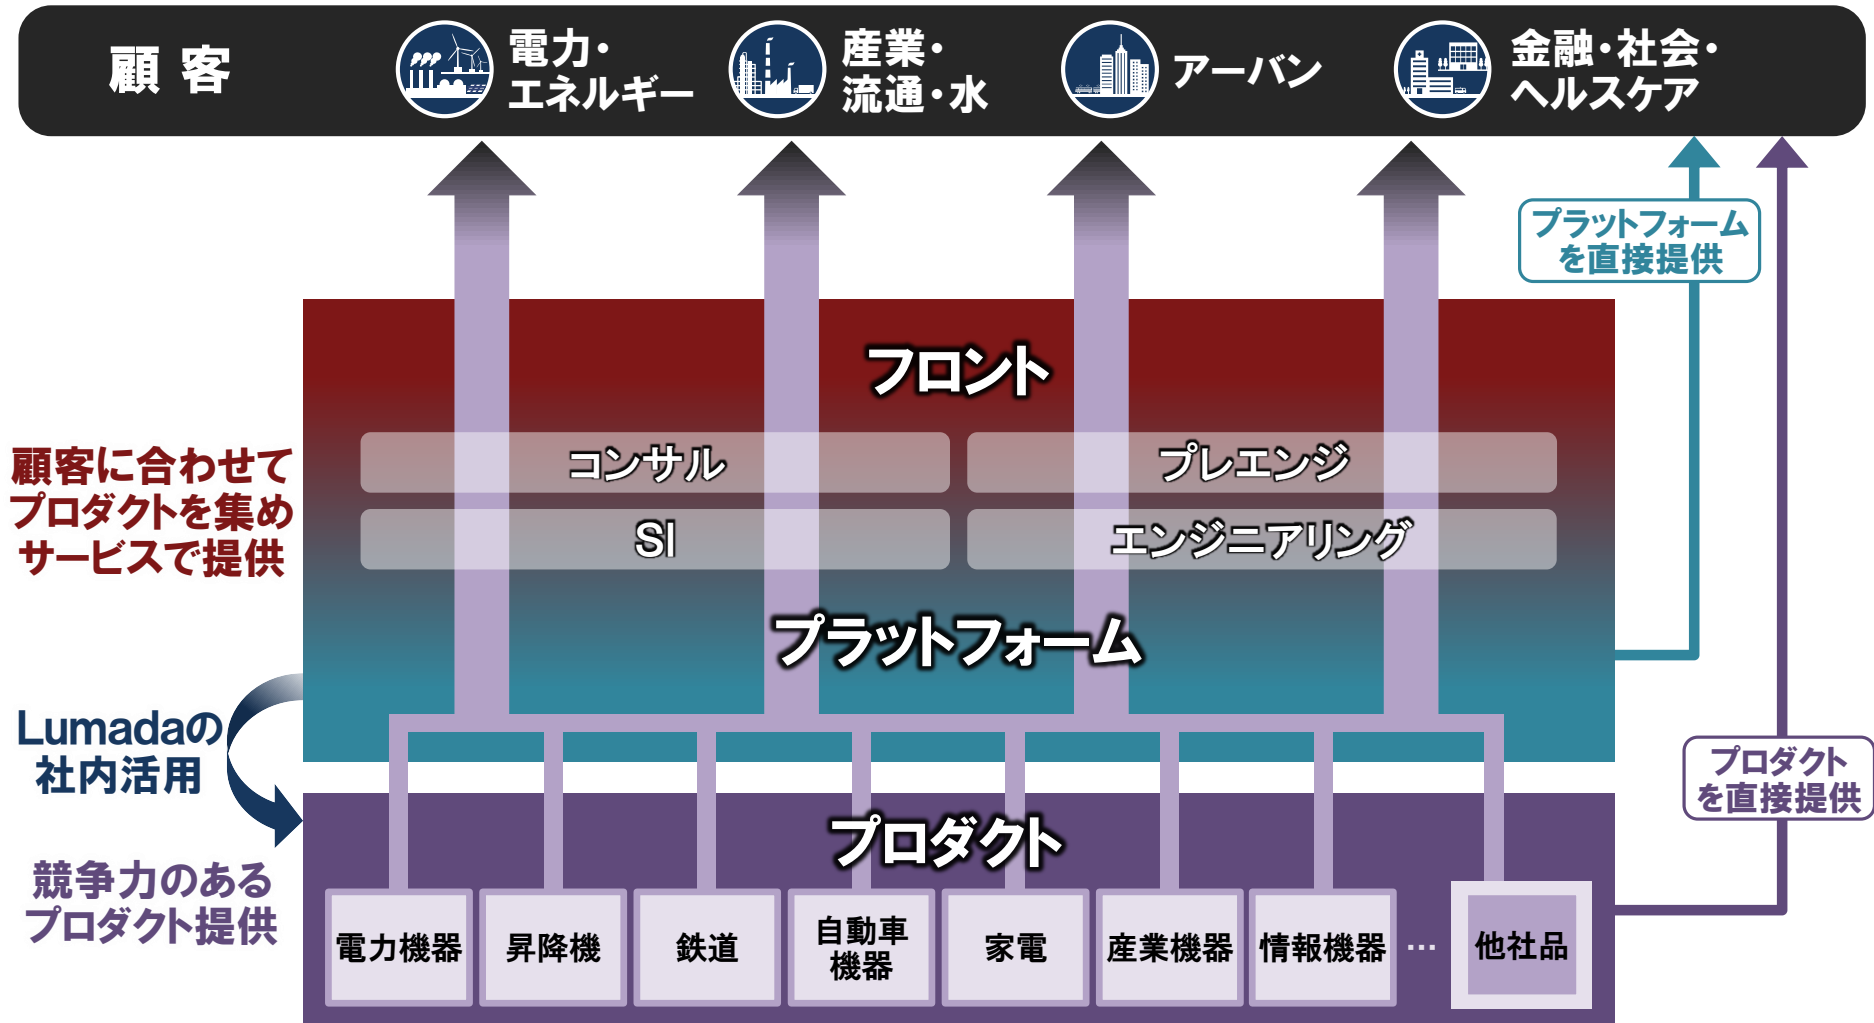 顧客
電力・
エネルギー
産業・
流通・水
アーバン
金融・社会・
ヘルスケア
プラットフォーム
を直接提供
フロント
コンサル
プレエンジ
SI
エンジニアリング
顧客に合わせて
プロダクトを集め
サービスで提供
プラットフォーム
Lumadaの
社内活用
プロダクト
を直接提供
プロダクト
競争力のある
プロダクト提供
電力機器
昇降機
鉄道
自動車
機器
家電
産業機器
情報機器
…
他社品